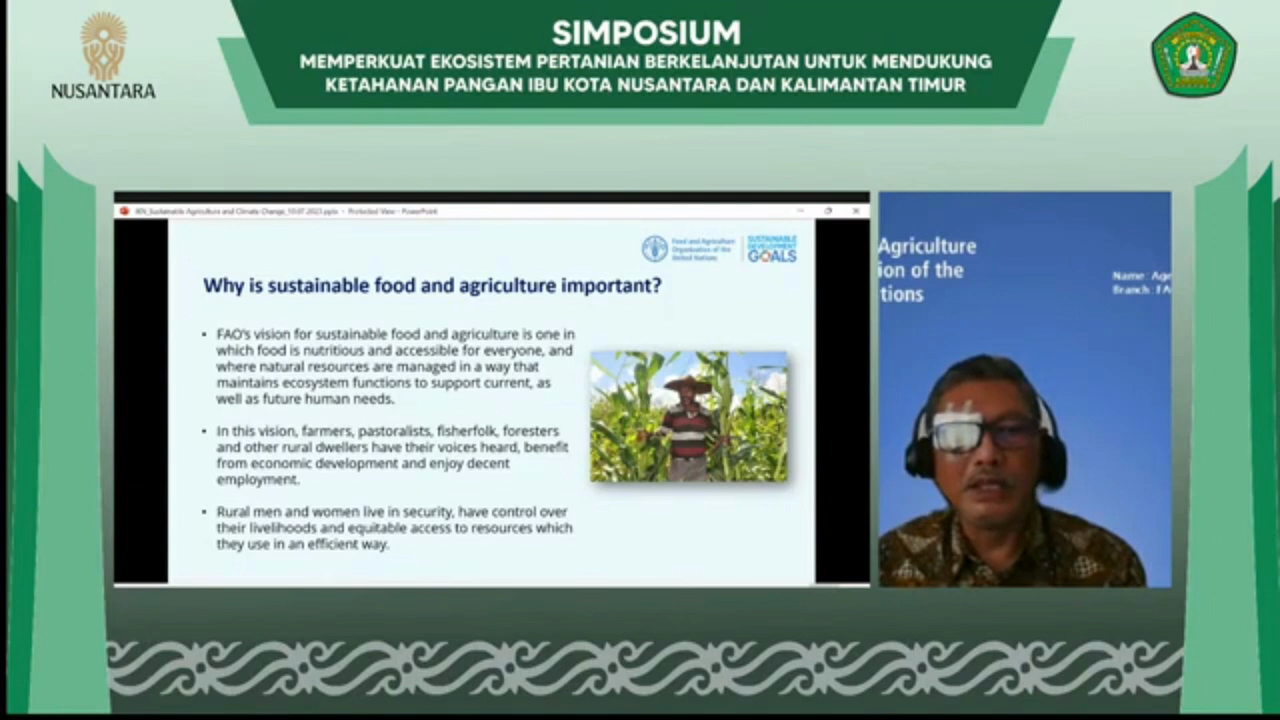 SIMPOSIUM
MEMPERKUAT EKOSISTEM PERTANIAN BERKELANJUTAN UNTUK MENDUKUNG
KETAHANAN PANGAN IBU KOTA NUSANTARA DAN KALIMANTAN TIMUR
NUSANTARA
IKN_Sustainable Agriculture and Climate Change_10.07.2023.pptx - Protected View - PowerPoint
Food and Agriculture
Organization of the
United Nations
SUSTAINABLE
DEVELOPMENT
GOALS
Why is sustainable food and agriculture important?
• FAO's vision for sustainable food and agriculture is one in
which food is nutritious and accessible for everyone, and
where natural resources are managed in a way that
maintains ecosystem functions to support current, as
well as future human needs.
• In this vision, farmers, pastoralists, fisherfolk, foresters
and other rural dwellers have their voices heard, benefit
from economic development and enjoy decent
employment.
• Rural men and women live in security, have control over
their livelihoods and equitable access to resources which
they use in an efficient way.
Agriculture
ion of the
tions
Name: Age
Branch: FA